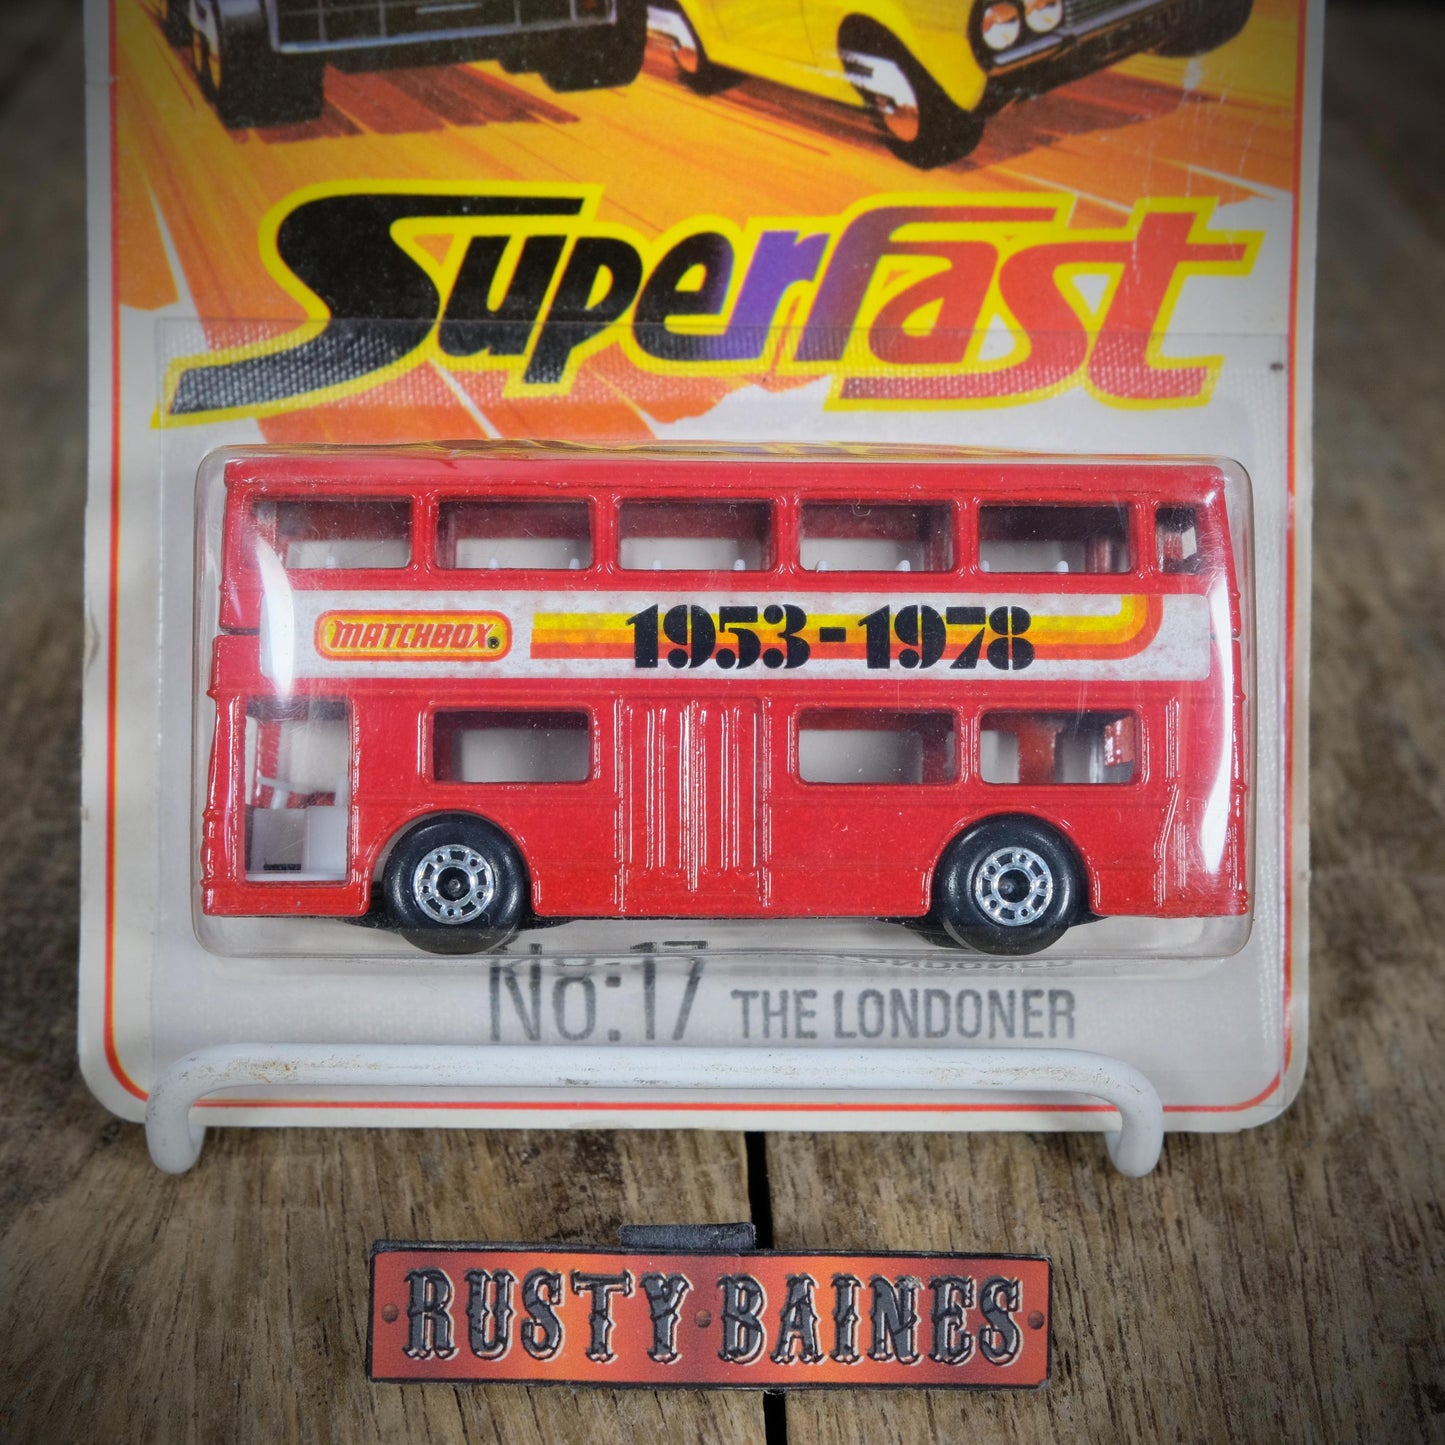 Superfast
MATCHBOX
1953-1978
No:17 THE LONDONER
RUSTY·BAINES